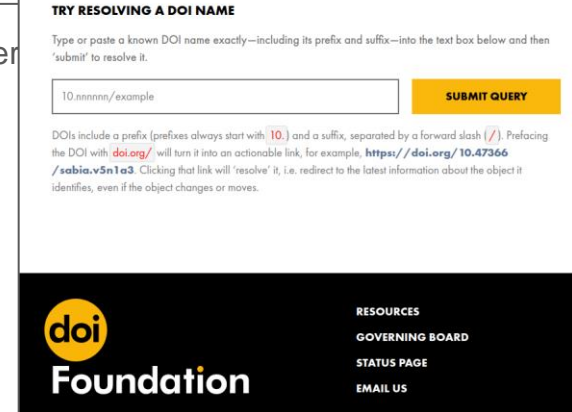 er
TRY RESOLVING A DOI NAME
Type or paste a known DOI name exactly—including its prefix and suffix—into the text box below and then
‘submit’ to resolve it.
10.nnnnnn/example
SUBMIT QUERY
DOIs include a prefix (prefixes always start with 10.) and a suffix, separated by a forward slash (/). Prefacing
the DOI with doi.org/ will turn it into an actionable link, for example, https://doi.org/10.47366
/sabia.v5n1a3. Clicking that link will ‘resolve’ it, i.e. redirect to the latest information about the object it
identifies, even if the object changes or moves.
doi
Foundation
RESOURCES
GOVERNING BOARD
STATUS PAGE
EMAIL US